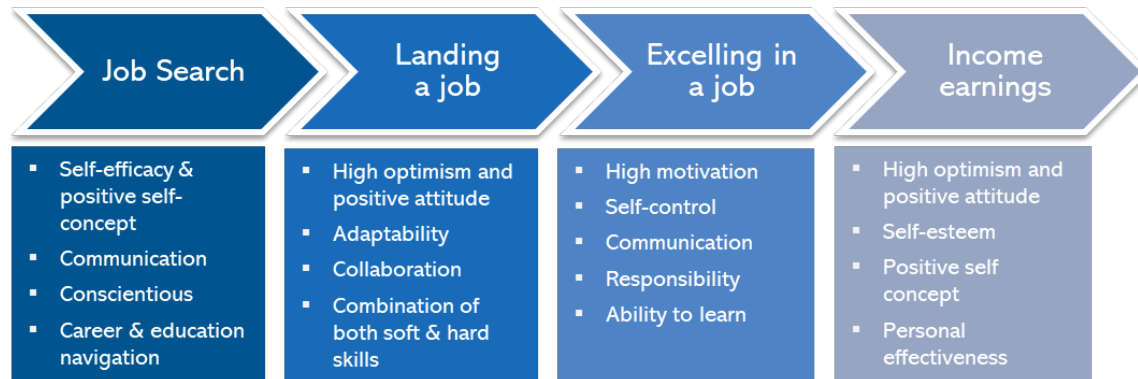 Job Search
Landing
a job
Excelling in
a job
Income
earnings
▪ Self-efficacy &
positive self-
concept
▪ Communication
▪ Conscientious
▪ Career & education
navigation
▪ High optimism and
positive attitude
▪ Adaptability
▪ Collaboration
▪ Combination of
both soft & hard
skills
▪ High motivation
▪ Self-control
▪ Communication
▪ Responsibility
▪ Ability to learn
▪ High optimism and
positive attitude
▪ Self-esteem
▪ Positive self
concept
▪ Personal
effectiveness